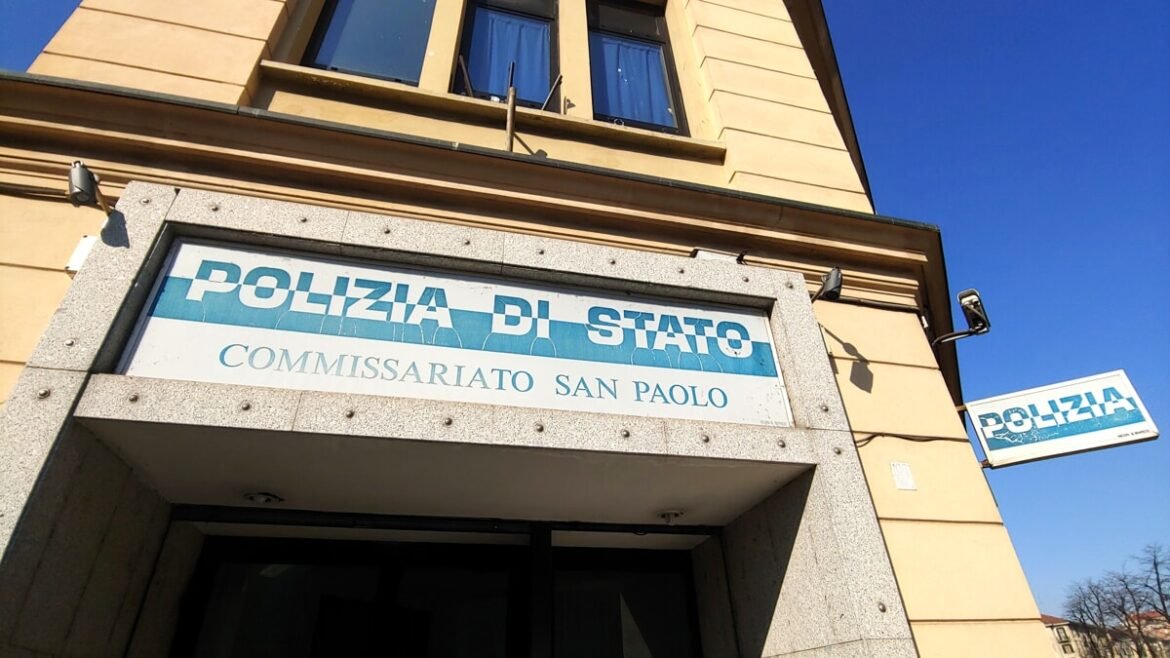 POLIZIA DI STATO
COMMISSARIATO SAN PAOLO
POLIZIA